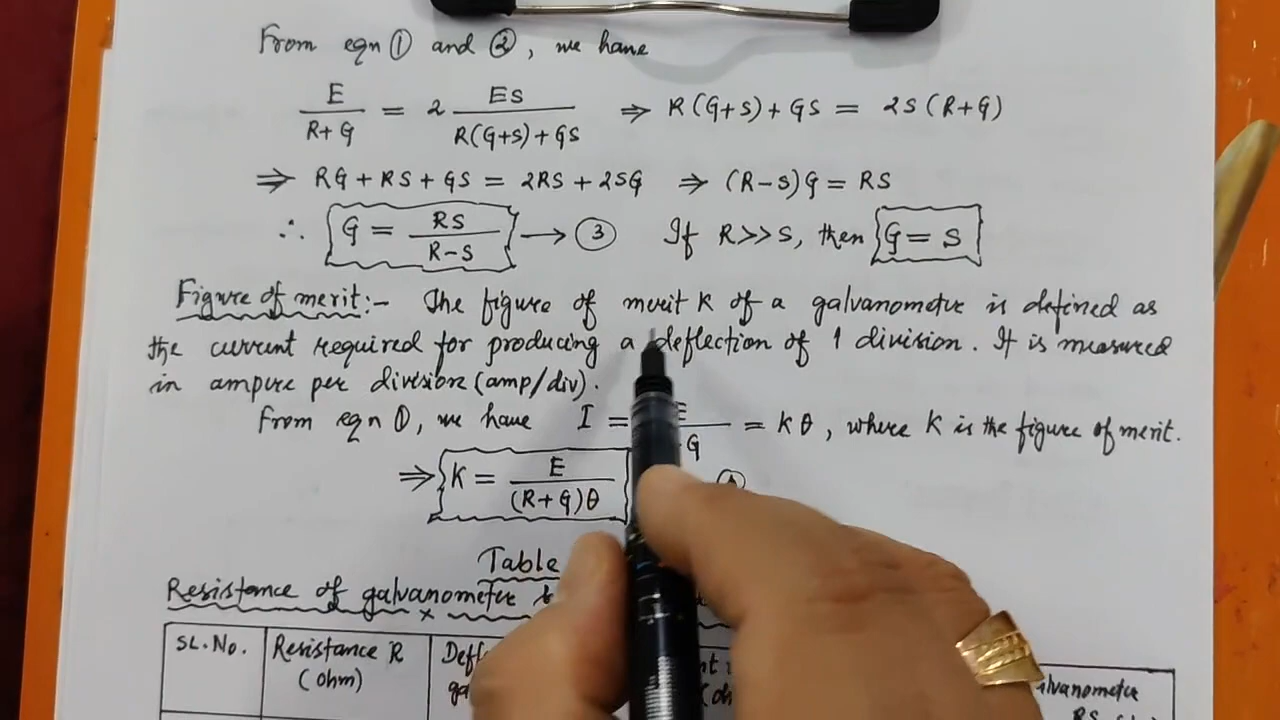 From eqn ① and ②, we have
E/(R+G) = 2 ES/(R(G+S)+GS) ⇒ R(G+S)+GS = 2S(R+G)
⇒ RG+RS+GS = 2RS+2SG ⇒ (R-S)G = RS
∴ G = RS/(R-S) → ③ If R>>S, then G = S
Figure of merit:- The figure of merit K of a galvanometer is defined as
the current required for producing a deflection of 1 division. It is measured
in ampere per division (amp/div).
From eqn ①, we have I = = Kθ, where K is the figure of merit.
⇒ K = E/((R+G)θ)
Table
Resistance of galvanometer
SL.No. Resistance R
(ohm)